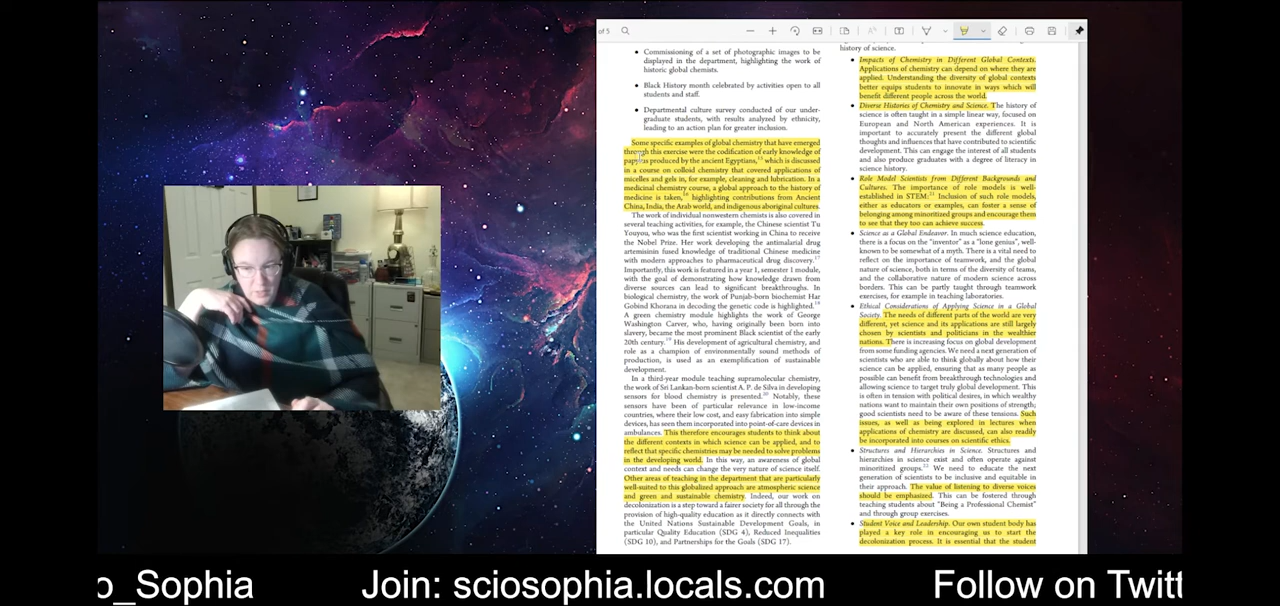 of 5
Commissioning of a set of photographic images to
be displayed in the department, highlighting the work of
historic global chemists.
Black History month celebrated by activities open to all
students and staff.
Departmental culture survey conducted of our under-
graduate students, with results analyzed by ethnicity,
leading to an action plan for greater inclusion.
Some specific examples of global chemistry that have emerged
through this exercise were the codification of early knowledge of
papyrus produced by the ancient Egyptians, which is discussed
in a course on colloid chemistry that covered applications of
micelles and gels in, for example, cleaning and lubrication. In a
medicinal chemistry course, a global approach to the history of
medicine is taken, highlighting contributions from Ancient
China, India, the Arab world, and indigenous aboriginal cultures.
The work of individual nonwestern chemists is also covered in
several teaching activities, for example, the Chinese scientist Tu
Youyou, who was the first scientist working in China to receive
the Nobel Prize. Her work developing the antimalarial drug
artemisinin fused knowledge of traditional Chinese medicine
with modern approaches to pharmaceutical drug discovery.17
Importantly, this work is featured in a year 1, semester 1 module,
with the goal of demonstrating how knowledge drawn from
diverse sources can lead to significant breakthroughs. In
biological chemistry, the work of Punjab-born biochemist Har
Gobind Khorana in decoding the genetic code is highlighted.18
A green chemistry module highlights the work of George
Washington Carver, who, having originally been born into
slavery, became the most prominent Black scientist of the early
20th century.19 His development of agricultural chemistry, and
role as a champion of environmentally sound methods of
production, is used as an exemplification of sustainable
development.
In a third-year module teaching supramolecular chemistry,
the work of Sri Lankan-born scientist A. P. de Silva in developing
sensors for blood chemistry is presented.20 Notably, these
sensors have been of particular relevance in low-income
countries, where their low cost, and easy fabrication into simple
devices, has seen them incorporated into point-of-care devices in
ambulances. This therefore encourages students to think about
the different contexts in which science can be applied, and to
reflect that specific chemistries may be needed to solve problems
in the developing world. In this way, an awareness of global
context and needs can change the very nature of science itself.
Other areas of teaching in the department that are particularly
well-suited to this globalized approach are atmospheric science
and green and sustainable chemistry. Indeed, our work on
decolonization is a step toward a fairer society for all through the
provision of high-quality education as it directly connects with
the United Nations Sustainable Development Goals, in
particular Quality Education (SDG 4), Reduced Inequalities
(SDG 10), and Partnerships for the Goals (SDG 17).
history of science.
Impacts of Chemistry in Different Global Contexts.
Applications of chemistry can depend on where they are
applied. Understanding the diversity of global contexts
better equips students to innovate in ways which will
benefit different people across the world.
Diverse Histories of Chemistry and Science. The history of
science is often taught in a simple linear way, focused on
European and North American experiences. It is
important to accurately present the different global
thoughts and influences that have contributed to scientific
development. This can engage the interest of all students
and also produce graduates with a degree of literacy in
science history.
Role Model Scientists from Different Backgrounds and
Cultures. The importance of role models is well-
established in STEM.21 Inclusion of such role models,
either as educators or examples, can foster a sense of
belonging among minoritized groups and encourage them
to see that they too can achieve success.
Science as a Global Endeavor. In much science education,
there is a focus on the "inventor" as a "lone genius", well-
known to be somewhat of a myth. There is a vital need to
reflect on the importance of teamwork, and the global
nature of science, both in terms of the diversity of teams,
and the collaborative nature of modern science across
borders. This can be partly taught through teamwork
exercises, for example in teaching laboratories.
Ethical Considerations of Applying Science in a Global
Society. The needs of different parts of the world are very
different, yet science and its applications are still largely
chosen by scientists and politicians in the wealthier
nations. There is increasing focus on global development
from some funding agencies. We need a next generation of
scientists who are able to think globally about how their
science can be applied, ensuring that as many people as
possible can benefit from breakthrough technologies and
allowing science to target truly global development. This
is often in tension with political desires, in which wealthy
nations want to maintain their own positions of strength;
good scientists need to be aware of these tensions. Such
issues, as well as being explored in lectures when
applications of chemistry are discussed, can also readily
be incorporated into courses on scientific ethics.
Structures and Hierarchies in Science. Structures and
hierarchies in science exist and often operate against
minoritized groups.22 We need to educate the next
generation of scientists to be inclusive and equitable in
their approach. The value of listening to diverse voices
should be emphasized. This can be fostered through
teaching students about "Being a Professional Chemist"
and through group exercises.
Student Voice and Leadership. Our own student body has
played a key role in encouraging us to start the
decolonization process. It is essential that the student
o_Sophia Join: sciosophia.locals.com Follow on Twitt